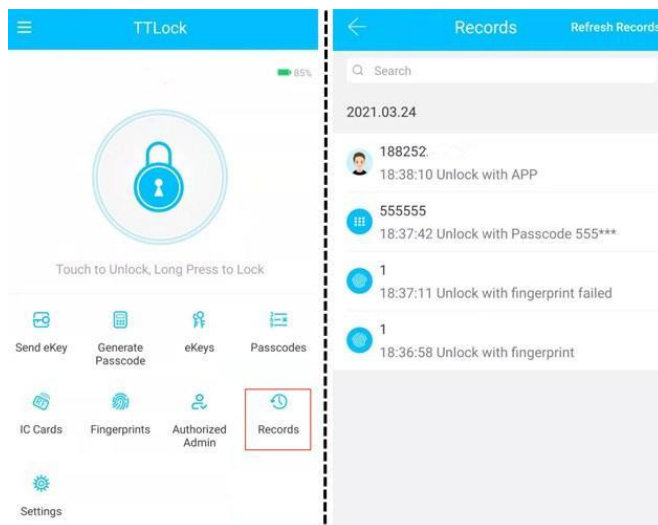 TTLock
85%
Touch to Unlock, Long Press to Lock
Send eKey
Generate
Passcode
eKeys
Passcodes
IC Cards
Fingerprints
Authorized
Admin
Records
Settings
Records
Refresh Records
Search
2021.03.24
188252.
18:38:10 Unlock with APP
555555
18:37:42 Unlock with Passcode 555***
1
18:37:11 Unlock with fingerprint failed
1
18:36:58 Unlock with fingerprint